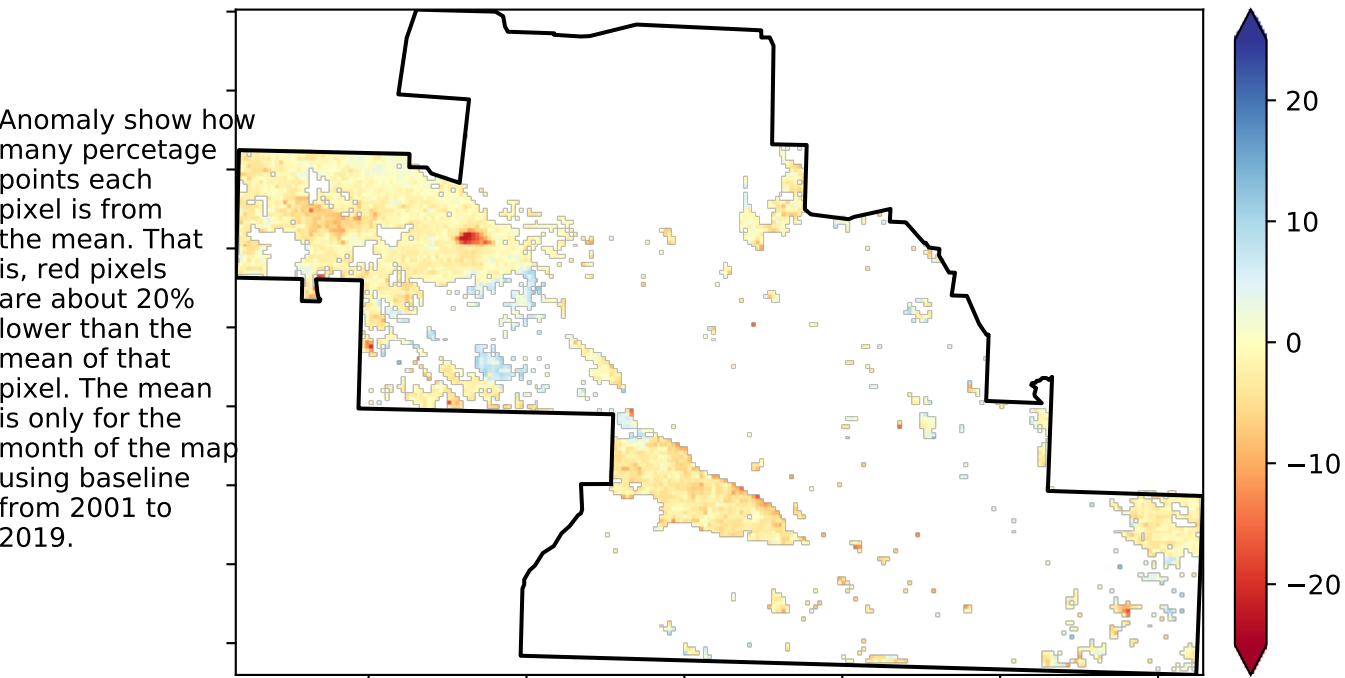 Anomaly show how
many percetage
points each
pixel is from
the mean. That
is, red pixels
are about 20%
lower than the
mean of that
pixel. The mean
is only for the
month of the map
using baseline
from 2001 to
2019.
20
10
0
−10
−20